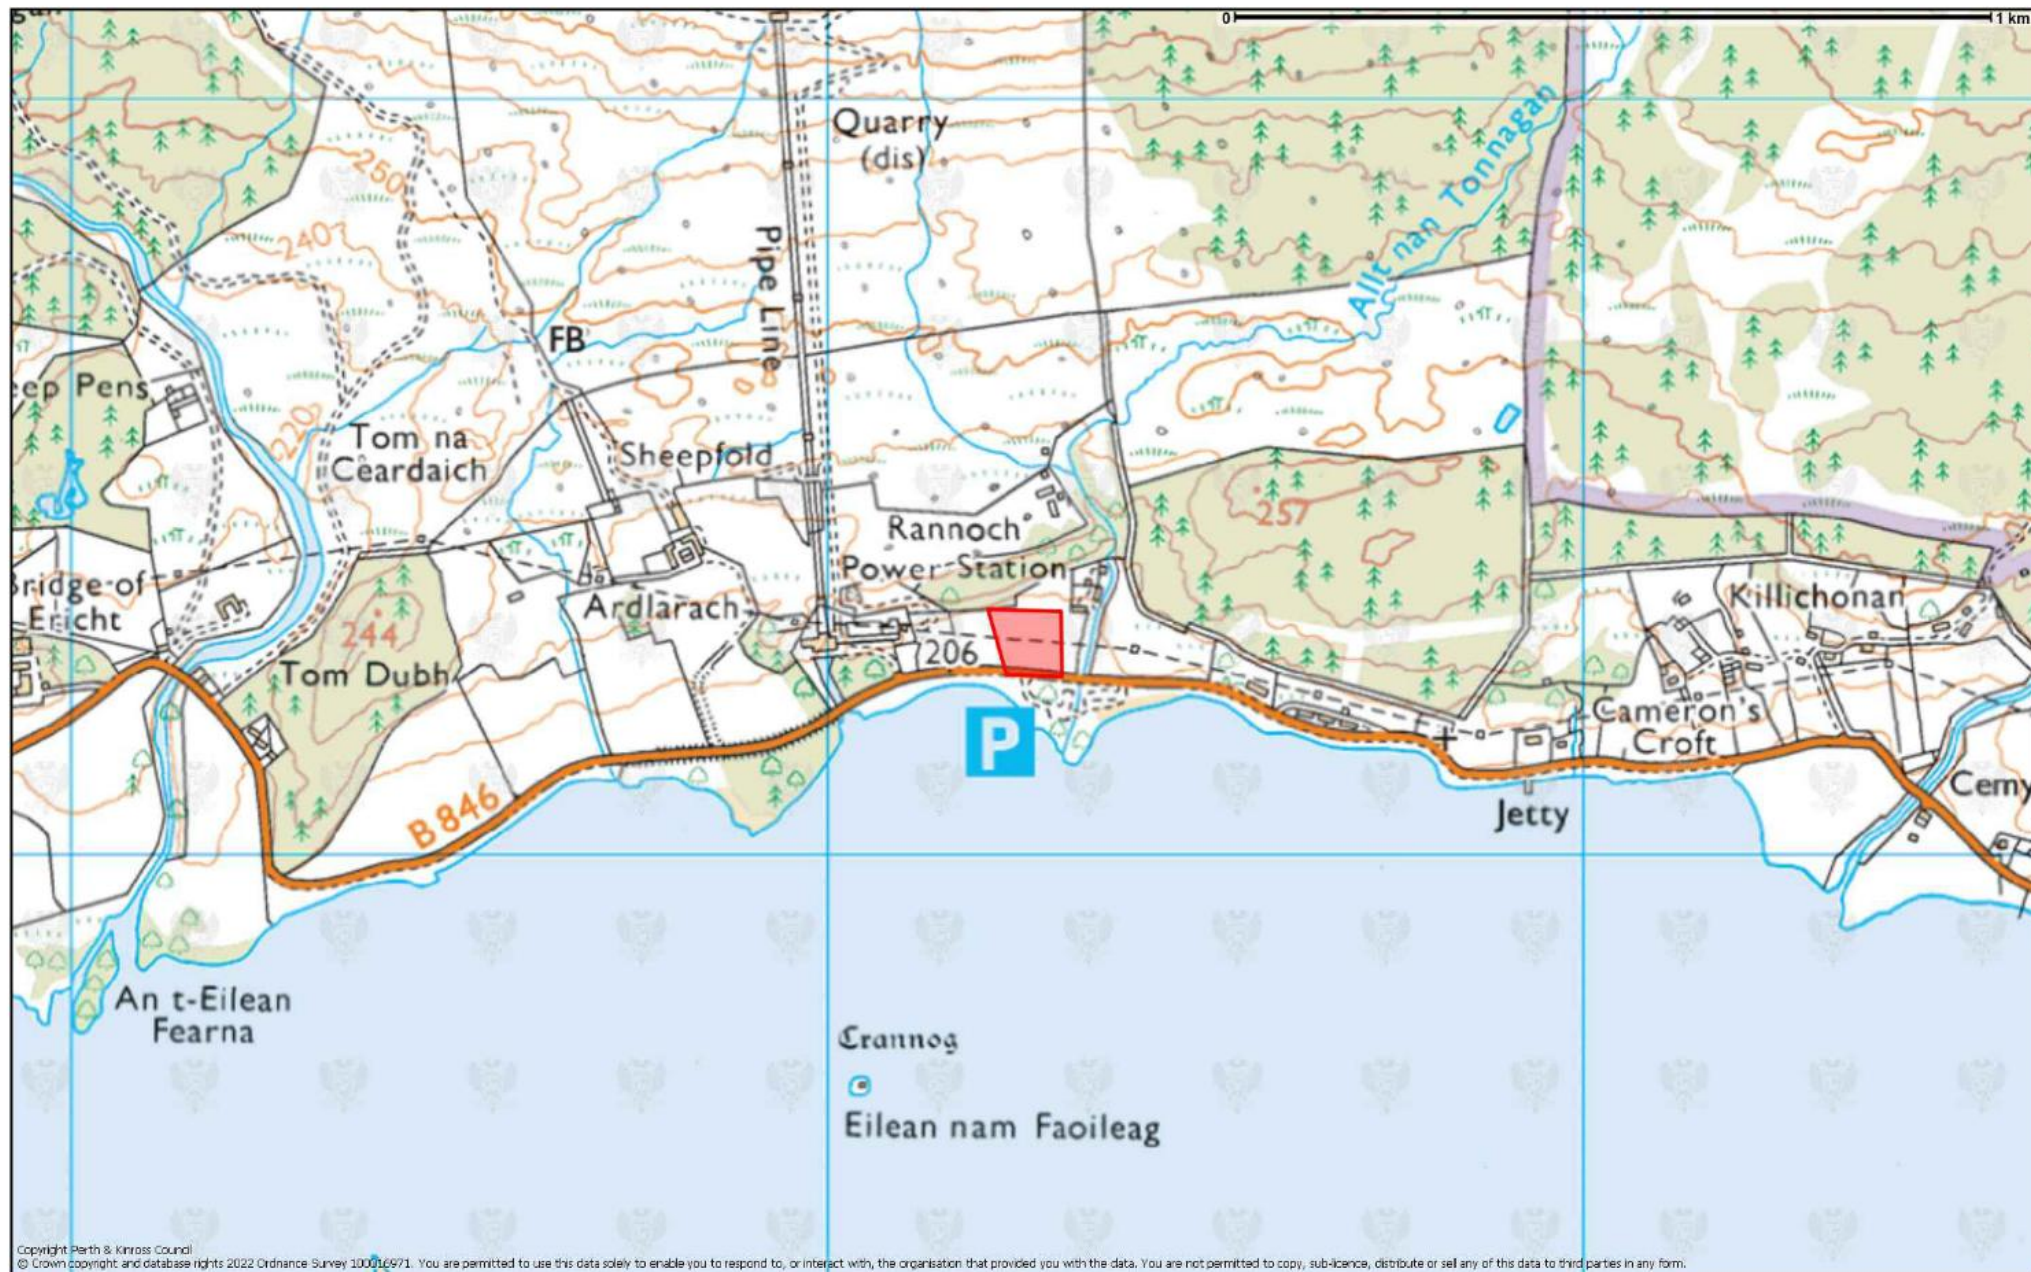 0
1 km
Quarry
(dis)
250
240
Allt nan Tonnagan
Pipe Line
FB
eep Pens
220
Tom na
Ceardaich
Sheepfold
257
Rannoch
Power Station
Bridge of
Ericht
Ardlarach
Killichonan
244
Tom Dubh
206
P
Cameron's
Croft
B 846
Jetty
Cemy
An t-Eilean
Fearna
Crannog
Eilean nam Faoileag
Copyright Perth & Kinross Council
© Crown copyright and database rights 2022 Ordnance Survey 100016971. You are permitted to use this data solely to enable you to respond to, or interact with, the organisation that provided you with the data. You are not permitted to copy, sub-licence, distribute or sell any of this data to third parties in any form.